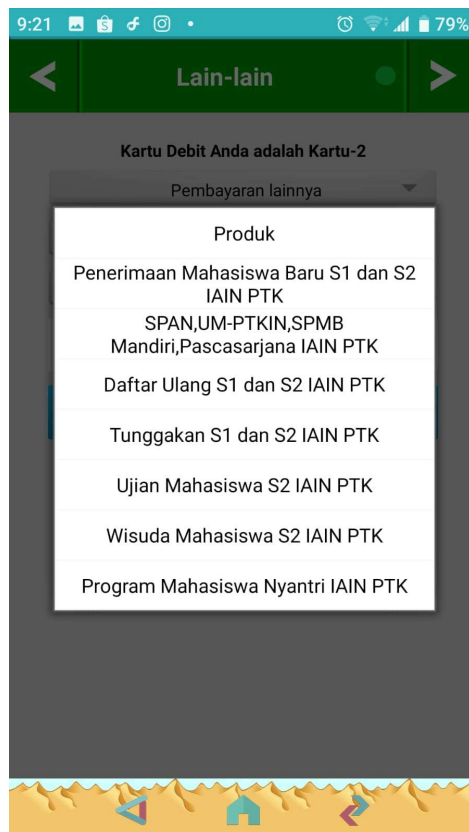 9:21
79%
Lain-lain
Kartu Debit Anda adalah Kartu-2
Pembayaran lainnya
Produk
Penerimaan Mahasiswa Baru S1 dan S2
IAIN PTK
SPAN,UM-PTKIN,SPMB
Mandiri,Pascasarjana IAIN PTK
Daftar Ulang S1 dan S2 IAIN PTK
Tunggakan S1 dan S2 IAIN PTK
Ujian Mahasiswa S2 IAIN PTK
Wisuda Mahasiswa S2 IAIN PTK
Program Mahasiswa Nyantri IAIN PTK